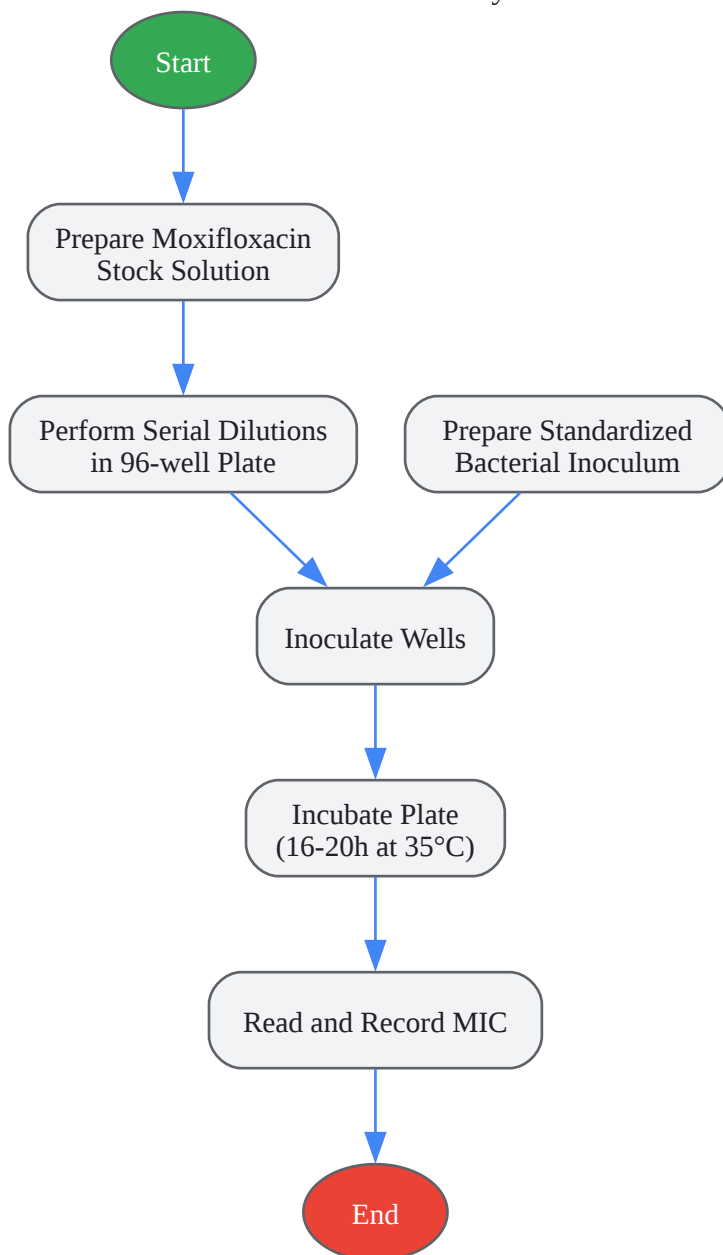 Start
Prepare Moxifloxacin
Stock Solution
Perform Serial Dilutions
in 96-well Plate
Prepare Standardized
Bacterial Inoculum
Inoculate Wells
Incubate Plate
(16-20h at 35°C)
Read and Record MIC
End